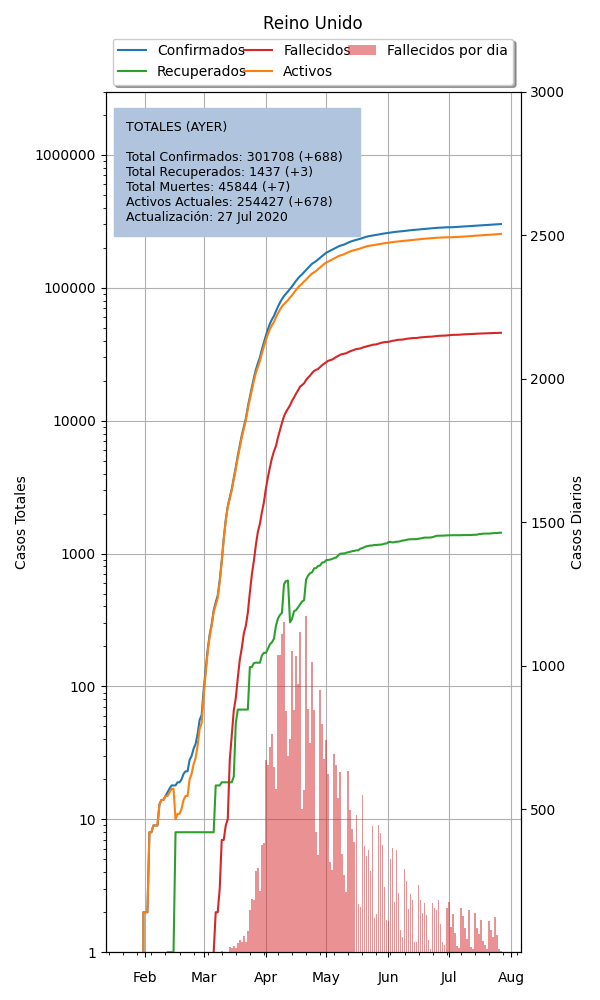 Reino Unido
Confirmados
Recuperados
Fallecidos
Activos
Fallecidos por dia
TOTALES (AYER)
Total Confirmados: 301708 (+688)
Total Recuperados: 1437 (+3)
Total Muertes: 45844 (+7)
Activos Actuales: 254427 (+678)
Actualización: 27 Jul 2020
Casos Totales
1000000
100000
10000
1000
100
10
1
3000
2500
2000
1500
1000
500
Casos Diarios
Feb Mar Apr May Jun Jul Aug